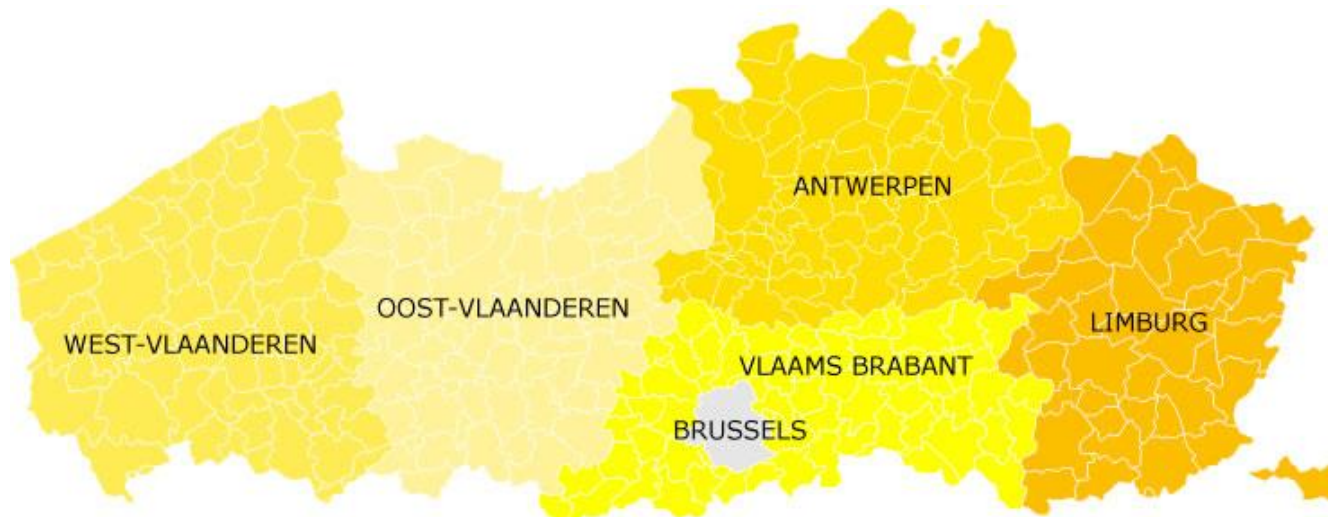 ANTWERPEN
OOST-VLAANDEREN
WEST-VLAANDEREN
LIMBURG
VLAAMS BRABANT
BRUSSELS